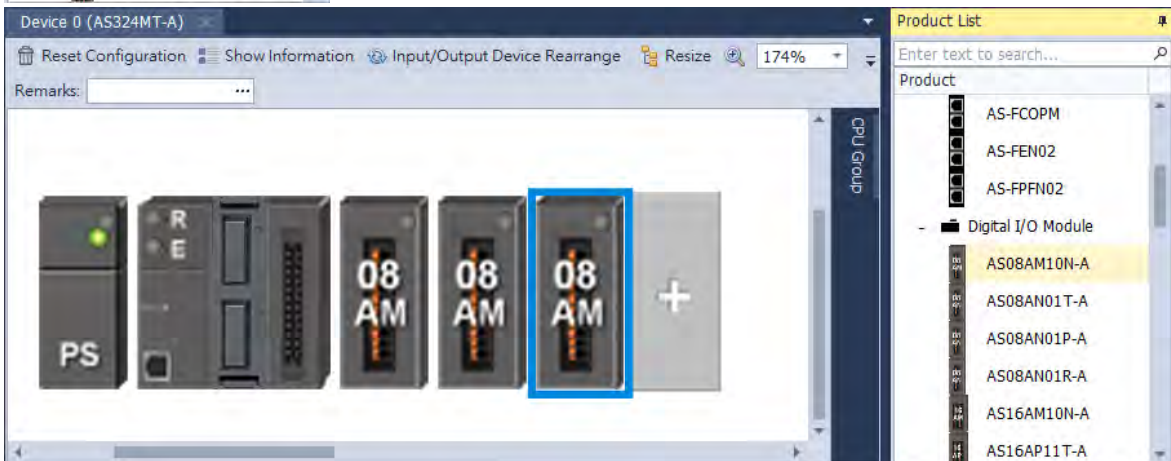 Device 0 (AS324MT-A)
Reset Configuration Show Information Input/Output Device Rearrange Resize 174%
Remarks: ...
CPU Group
R
E
PS
08
AM
08
AM
08
AM
+
Product List
Enter text to search...
Product
AS-FCOPM
AS-FEN02
AS-FPFN02
- Digital I/O Module
AS08AM10N-A
AS08AN01T-A
AS08AN01P-A
AS08AN01R-A
AS16AM10N-A
AS16AP11T-A